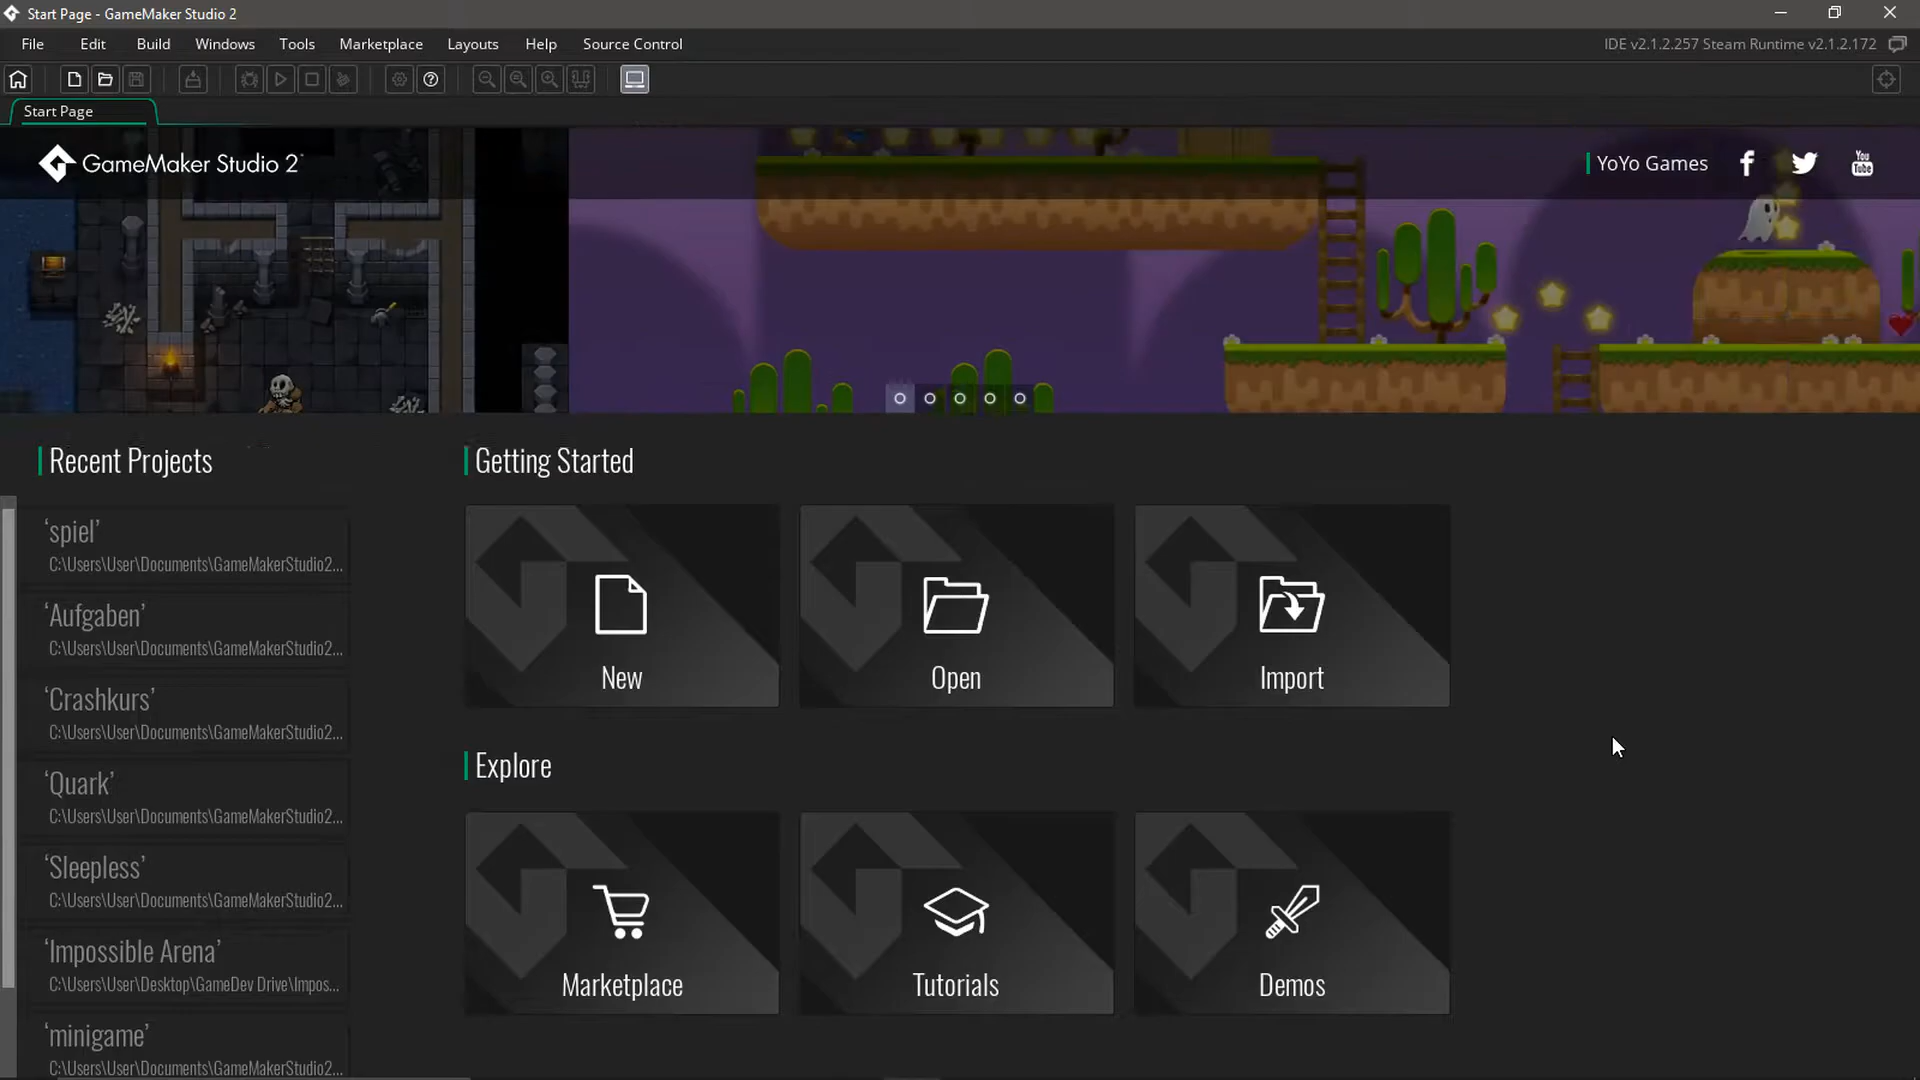 Start Page - GameMaker Studio 2
File Edit Build Windows Tools Marketplace Layouts Help Source Control
IDE v2.1.2.257 Steam Runtime v2.1.2.172
Start Page
GameMaker Studio 2
YoYo Games
You Tube
Recent Projects
'spiel'
C:\Users\User\Documents\GameMakerStudio2...
'Aufgaben'
C:\Users\User\Documents\GameMakerStudio2...
'Crashkurs'
C:\Users\User\Documents\GameMakerStudio2...
'Quark'
C:\Users\User\Documents\GameMakerStudio2...
'Sleepless'
C:\Users\User\Documents\GameMakerStudio2...
'Impossible Arena'
C:\Users\User\Desktop\GameDev Drive\Impos...
'minigame'
C:\Users\User\Documents\GameMakerStudio2...
Getting Started
New
Open
Import
Explore
Marketplace
Tutorials
Demos